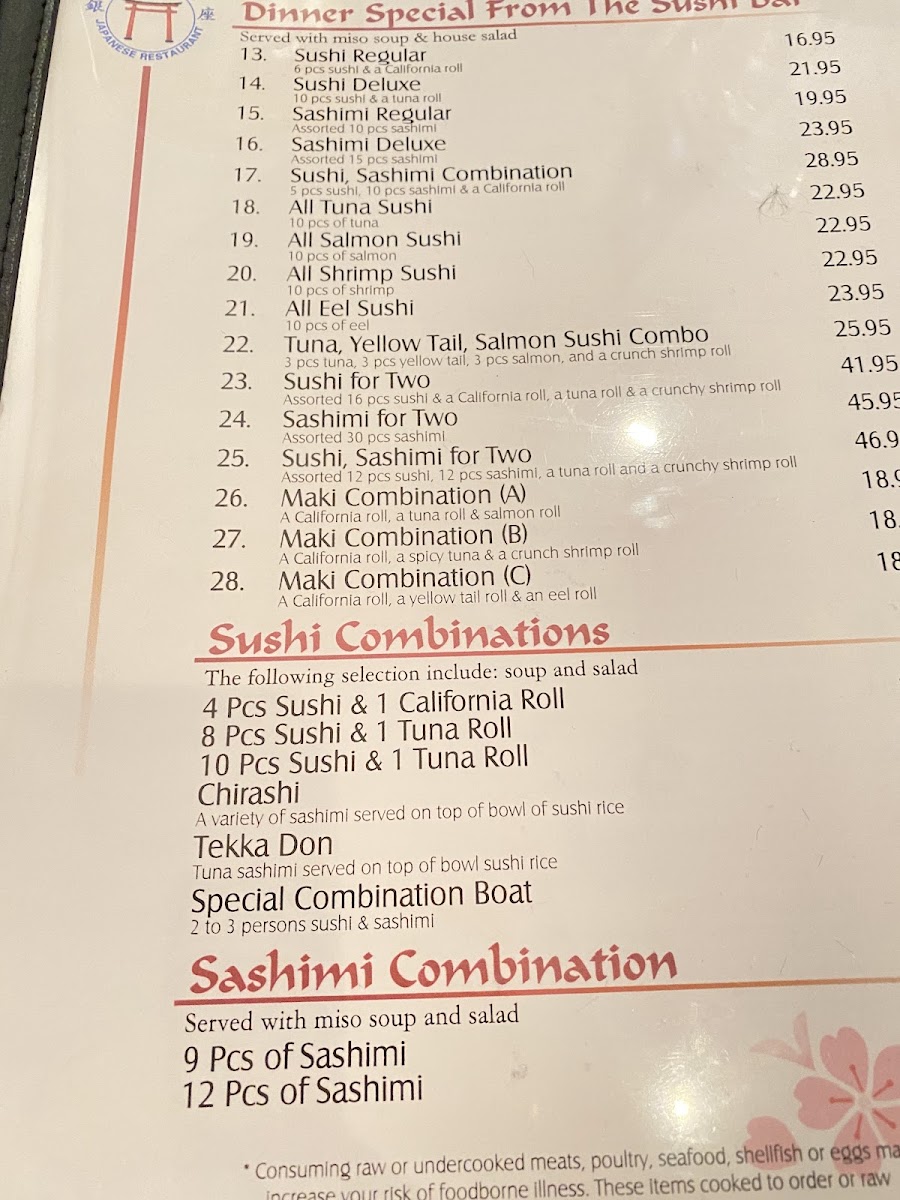 銀 座
JAPANESE RESTAURANT
Dinner Special From The Sushi Bar
Served with miso soup & house salad
13. Sushi Regular 16.95
6 pcs sushi & a California roll
14. Sushi Deluxe 21.95
10 pcs sushi & a tuna roll
15. Sashimi Regular 19.95
Assorted 10 pcs sashimi
16. Sashimi Deluxe 23.95
Assorted 15 pcs sashimi
17. Sushi, Sashimi Combination 28.95
5 pcs sushi, 10 pcs sashimi & a California roll
18. All Tuna Sushi 22.95
10 pcs of tuna
19. All Salmon Sushi 22.95
10 pcs of salmon
20. All Shrimp Sushi 22.95
10 pcs of shrimp
21. All Eel Sushi 23.95
10 pcs of eel
22. Tuna, Yellow Tail, Salmon Sushi Combo 25.95
3 pcs tuna, 3 pcs yellow tail, 3 pcs salmon, and a crunch shrimp roll
23. Sushi for Two 41.95
Assorted 16 pcs sushi & a California roll, a tuna roll & a crunchy shrimp roll
24. Sashimi for Two 45.95
Assorted 30 pcs sashimi
25. Sushi, Sashimi for Two 46.9
Assorted 12 pcs sushi, 12 pcs sashimi, a tuna roll and a crunchy shrimp roll
26. Maki Combination (A) 18.9
A California roll, a tuna roll & salmon roll
27. Maki Combination (B) 18.
A California roll, a spicy tuna & a crunch shrimp roll
28. Maki Combination (C) 18
A California roll, a yellow tail roll & an eel roll
Sushi Combinations
The following selection include: soup and salad
4 Pcs Sushi & 1 California Roll
8 Pcs Sushi & 1 Tuna Roll
10 Pcs Sushi & 1 Tuna Roll
Chirashi
A variety of sashimi served on top of bowl of sushi rice
Tekka Don
Tuna sashimi served on top of bowl sushi rice
Special Combination Boat
2 to 3 persons sushi & sashimi
Sashimi Combination
Served with miso soup and salad
9 Pcs of Sashimi
12 Pcs of Sashimi
* Consuming raw or undercooked meats, poultry, seafood, shellfish or eggs ma
increase your risk of foodborne illness. These items cooked to order or raw